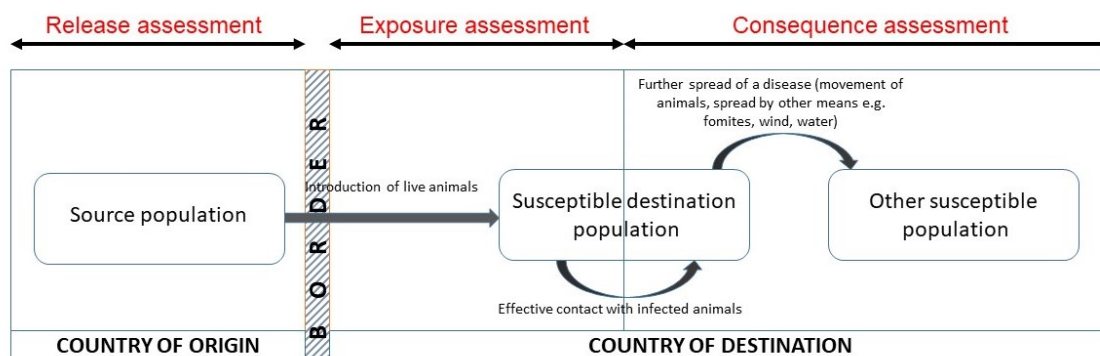 Release assessment
Exposure assessment
Consequence assessment
Further spread of a disease (movement of
animals, spread by other means e.g.
fomites, wind, water)
BORDER
Introduction of live animals
Source population
Susceptible destination
population
Other susceptible
population
Effective contact with infected animals
COUNTRY OF ORIGIN
COUNTRY OF DESTINATION